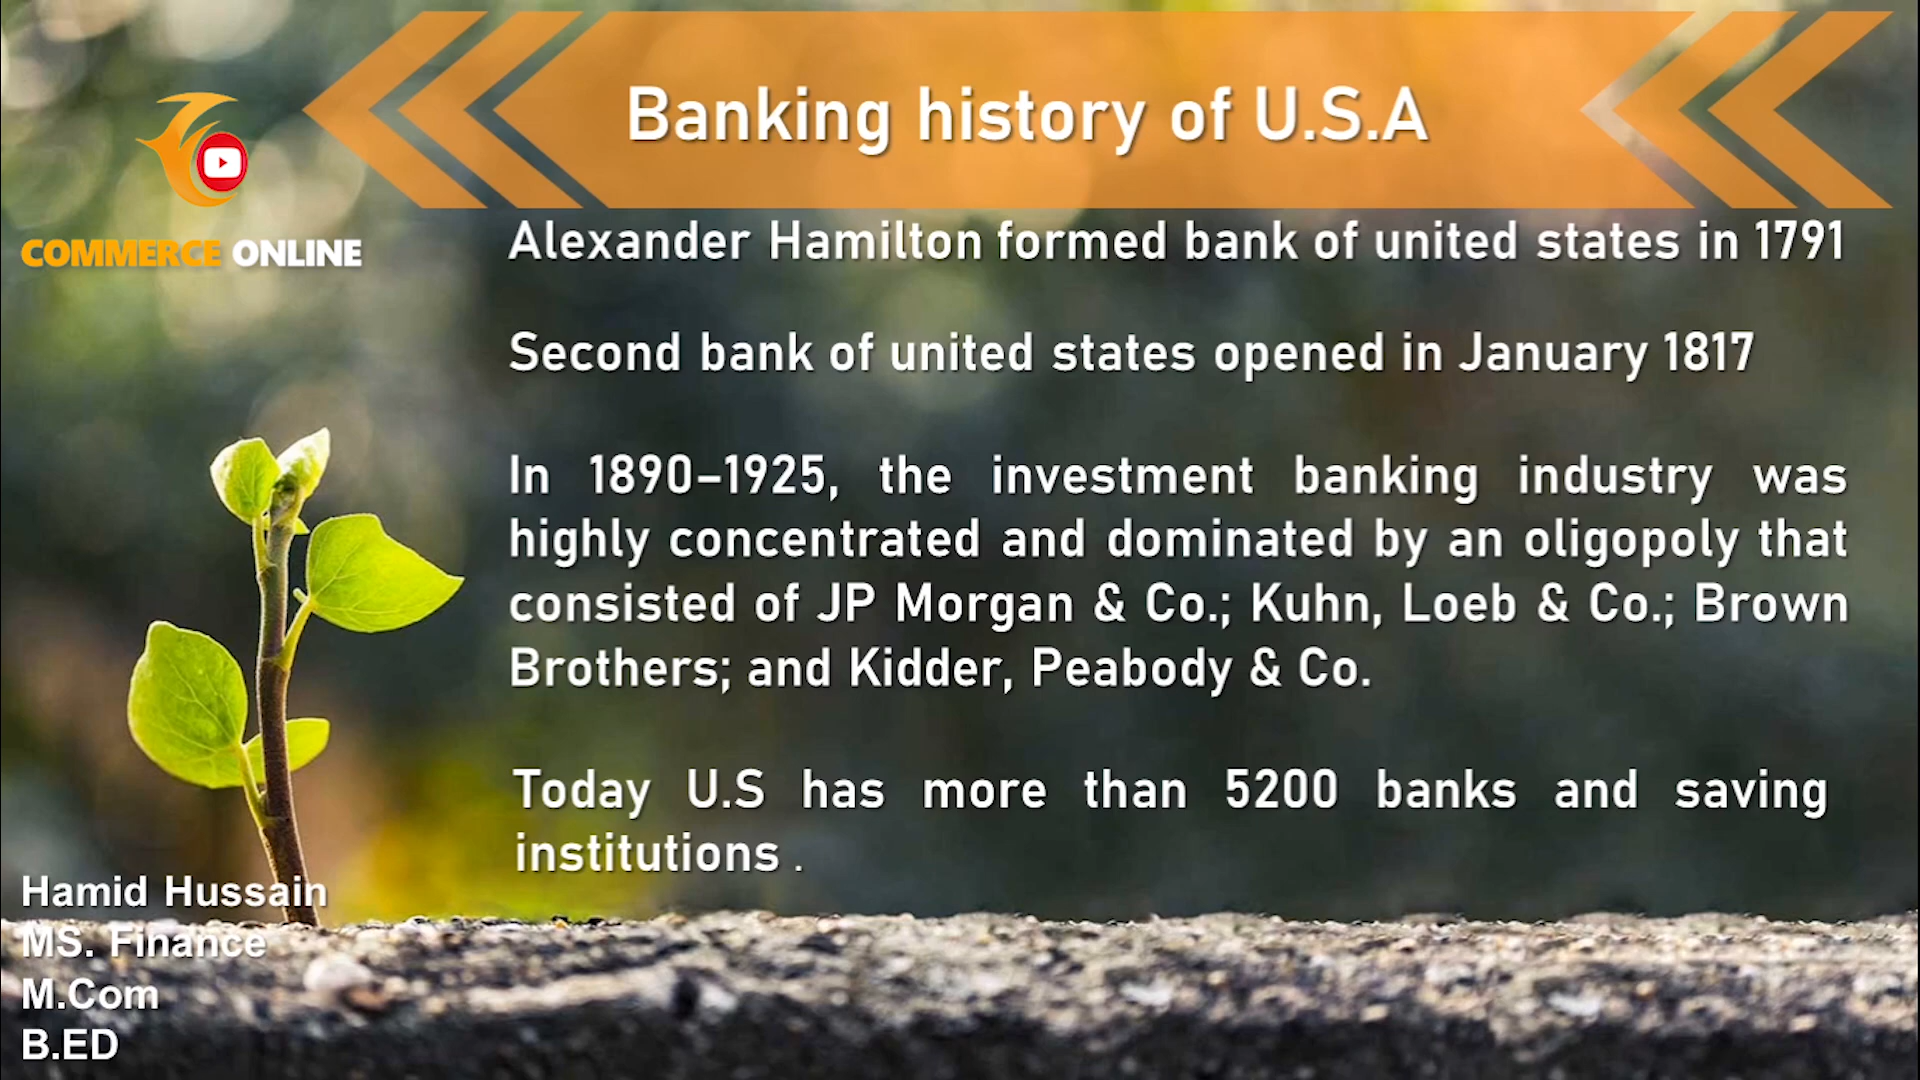 Banking history of U.S.A
COMMERCE ONLINE
Alexander Hamilton formed bank of united states in 1791
Second bank of united states opened in January 1817
In 1890–1925, the investment banking industry was
highly concentrated and dominated by an oligopoly that
consisted of JP Morgan & Co.; Kuhn, Loeb & Co.; Brown
Brothers; and Kidder, Peabody & Co.
Today U.S has more than 5200 banks and saving
institutions .
Hamid Hussain
MS. Finance
M.Com
B.ED